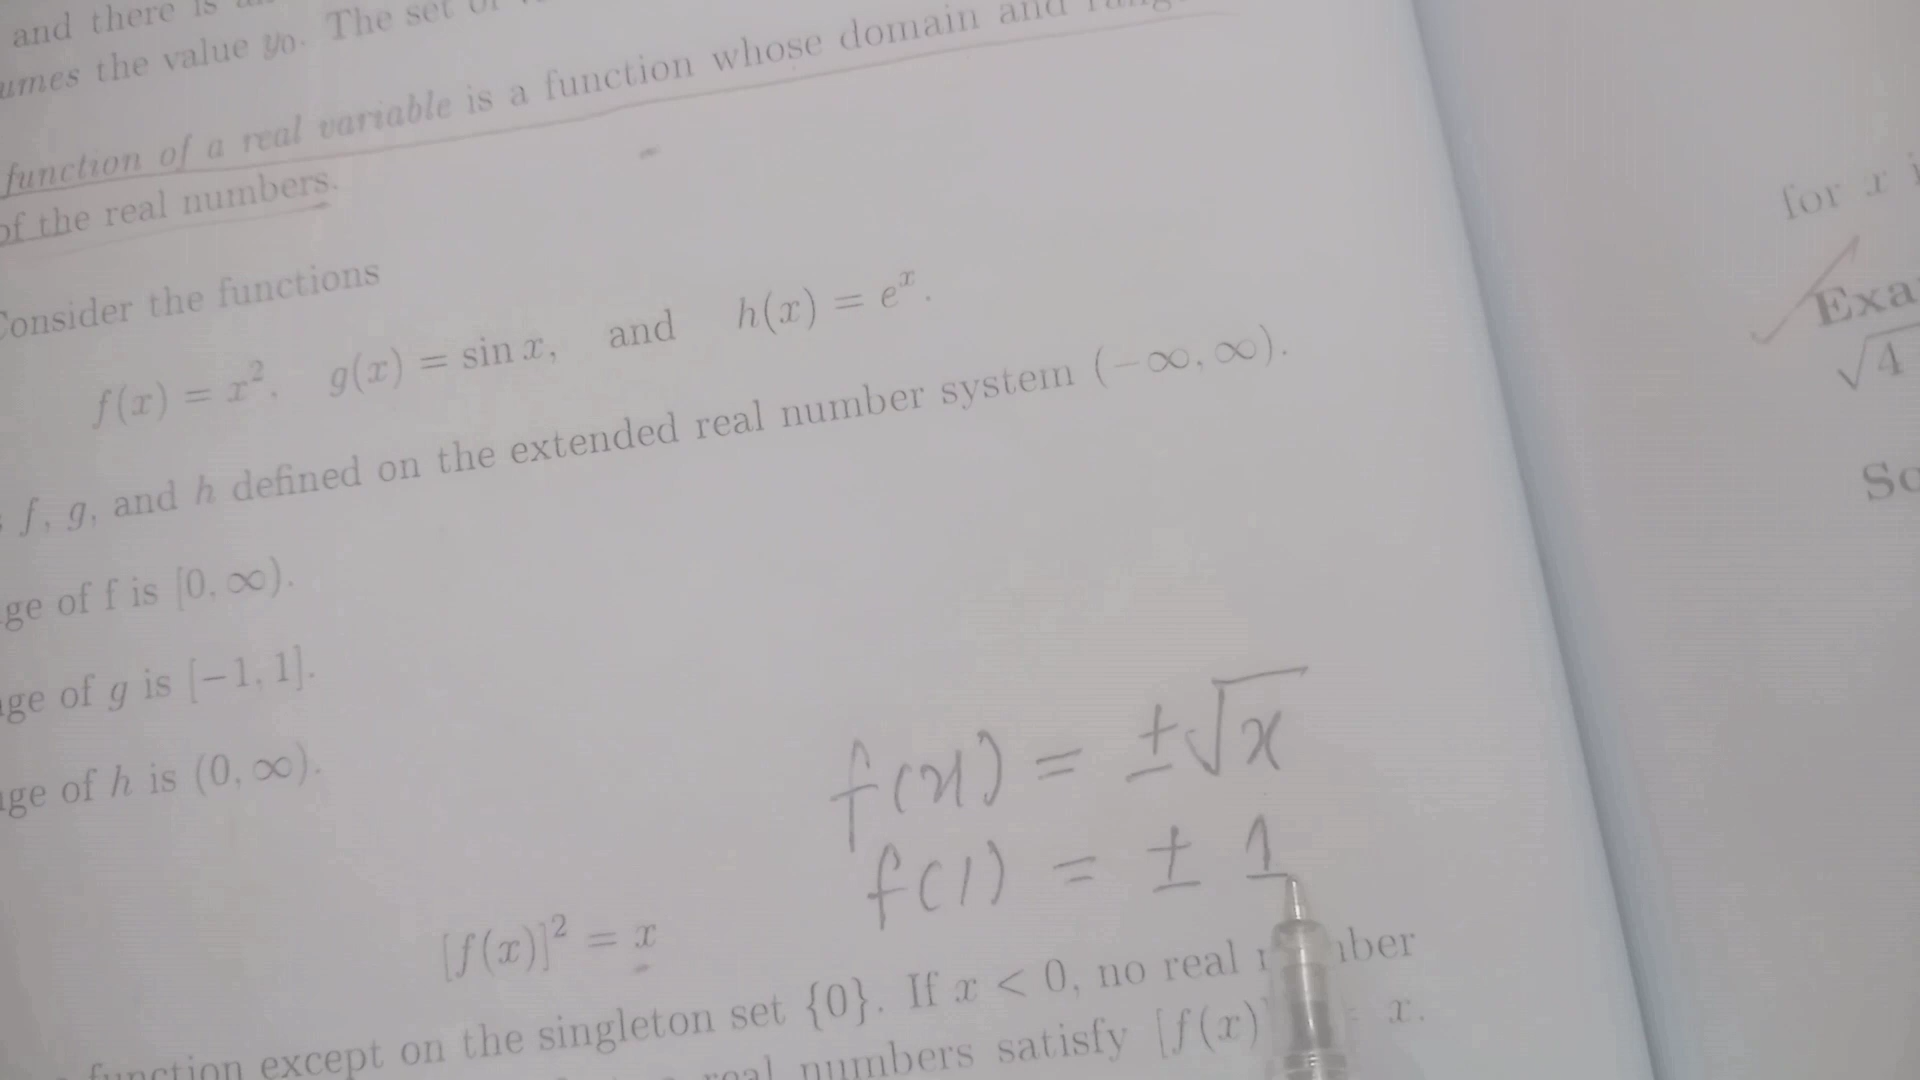 and there is
umes the value y₀. The set of
function of a real variable is a function whose domain and
of the real numbers.
Consider the functions
f(x) = x², g(x) = sin x, and h(x) = eˣ.
f, g, and h defined on the extended real number system (−∞, ∞).
ge of f is [0, ∞).
ge of g is [−1, 1].
ge of h is (0, ∞).
f(x) = ±√x
f(1) = ± 1
[f(x)]² = x
function except on the singleton set {0}. If x < 0, no real
real numbers satisfy [f(x) x.
for x i
Exa
√4
So